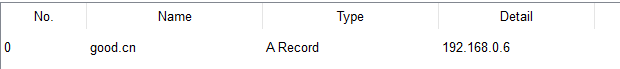 No. Name Type Detail
0 good.cn A Record 192.168.0.6